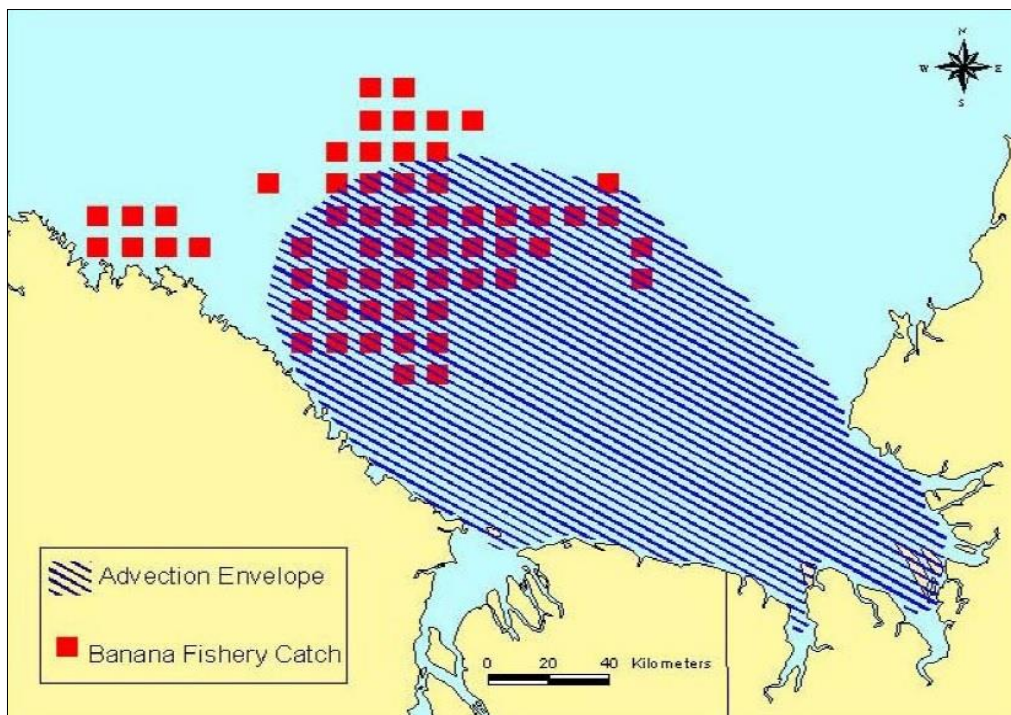 N
W E
S
Advection Envelope
Banana Fishery Catch
0 20 40 Kilometers